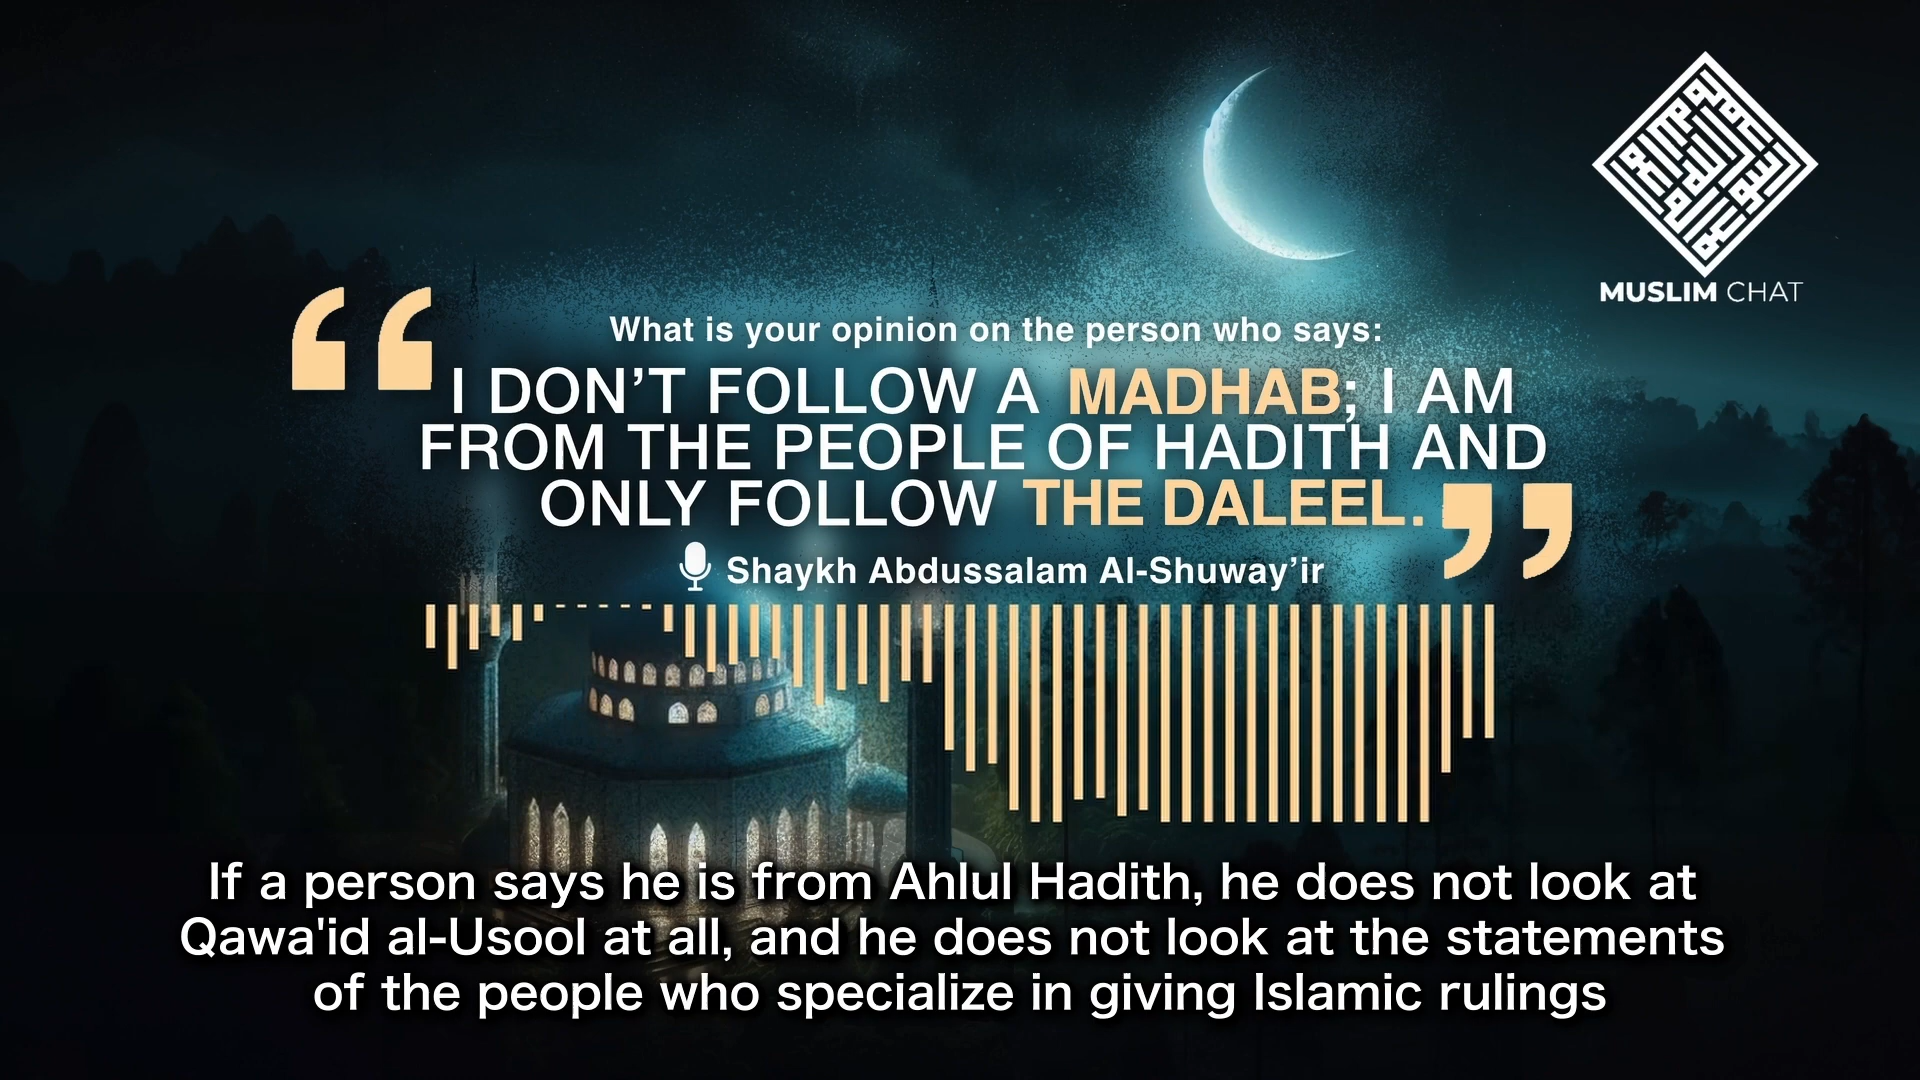 MUSLIM CHAT
What is your opinion on the person who says:
“I DON’T FOLLOW A MADHAB; I AM
FROM THE PEOPLE OF HADITH AND
ONLY FOLLOW THE DALEEL.”
Shaykh Abdussalam Al-Shuway’ir
If a person says he is from Ahlul Hadith, he does not look at
Qawa'id al-Usool at all, and he does not look at the statements
of the people who specialize in giving Islamic rulings